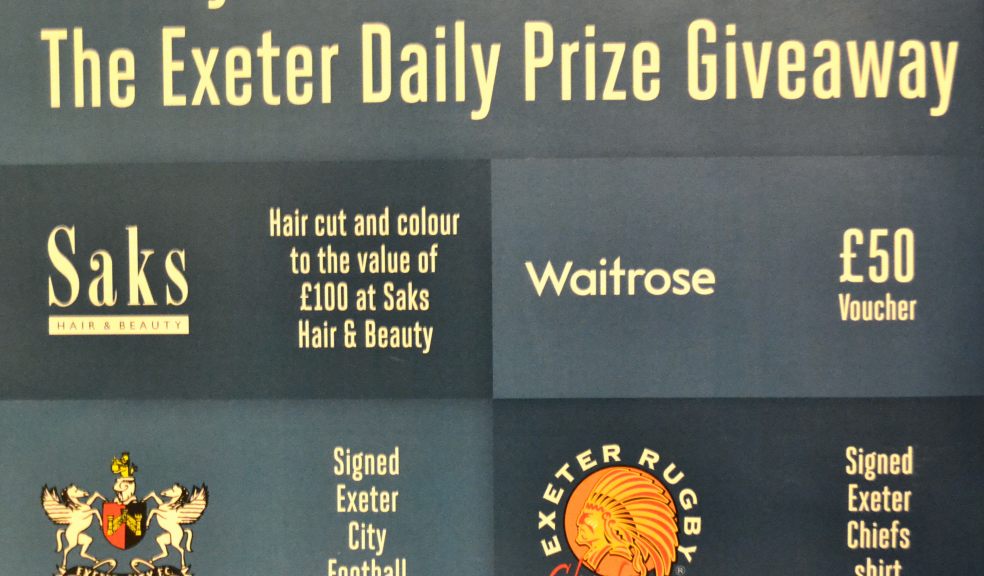 The Exeter Daily Prize Giveaway
Saks
HAIR & BEAUTY
Hair cut and colour
to the value of
£100 at Saks
Hair & Beauty
Waitrose
£50
Voucher
Signed
Exeter
City
Football
EXETER RUGBY
®
Signed
Exeter
Chiefs
shirt